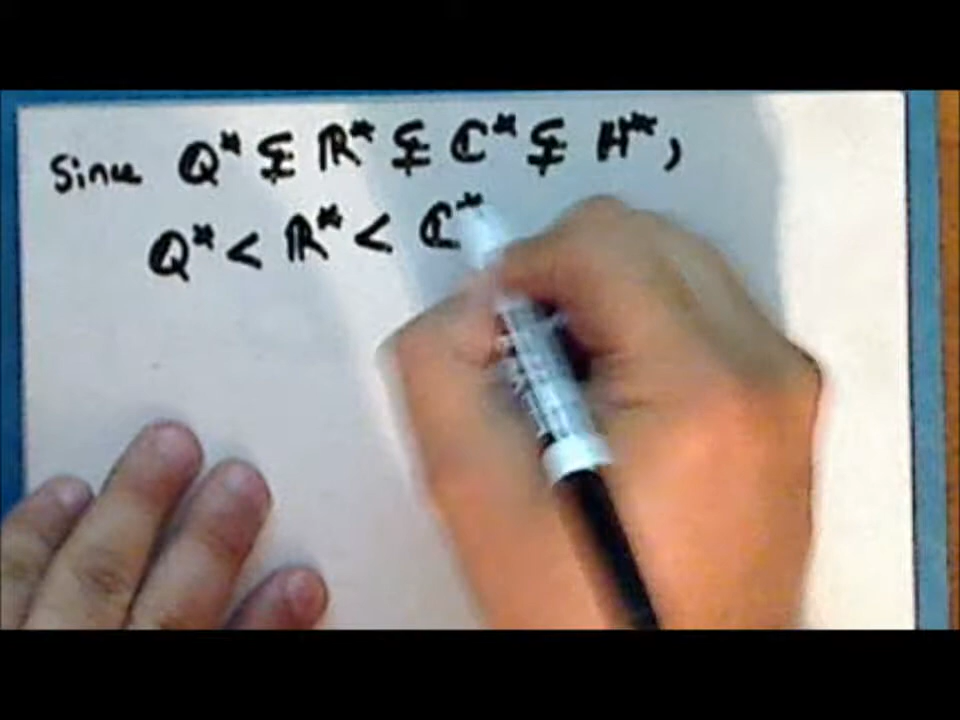 Since ℚ* ⊊ ℝ* ⊊ ℂ* ⊊ ℍ*,
ℚ* < ℝ* < ℂ*